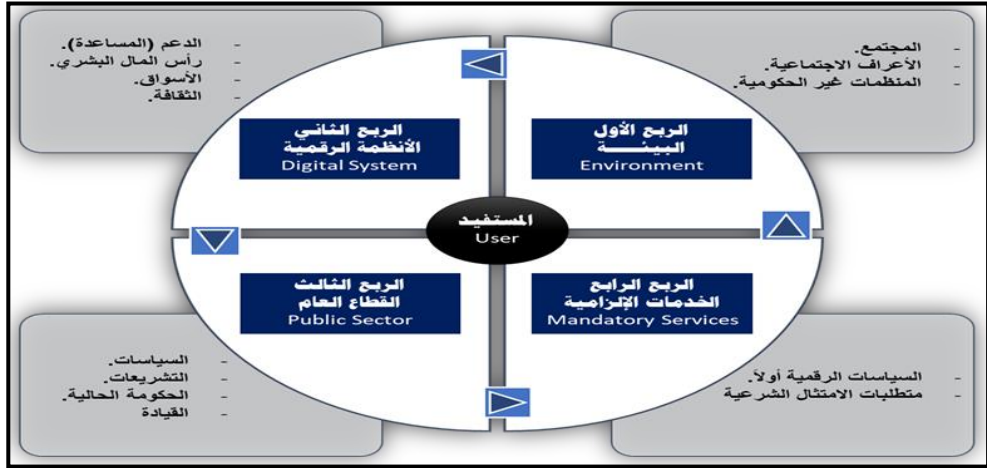 - المجتمع.
- الأعراف الاجتماعية.
- المنظمات غير الحكومية.
الربع الأول
البيئـــــة
Environment
- الدعم (المساعدة).
- رأس المال البشري.
- الأسواق.
- الثقافة.
الربع الثاني
الأنظمة الرقمية
Digital System
المستفيد
User
الربع الثالث
القطاع العام
Public Sector
- السياسات.
- التشريعات.
- الحكومة الحالية.
- القيادة
الربع الرابع
الخدمات الإلزامية
Mandatory Services
- السياسات الرقمية أولاً.
- متطلبات الامتثال الشرعية